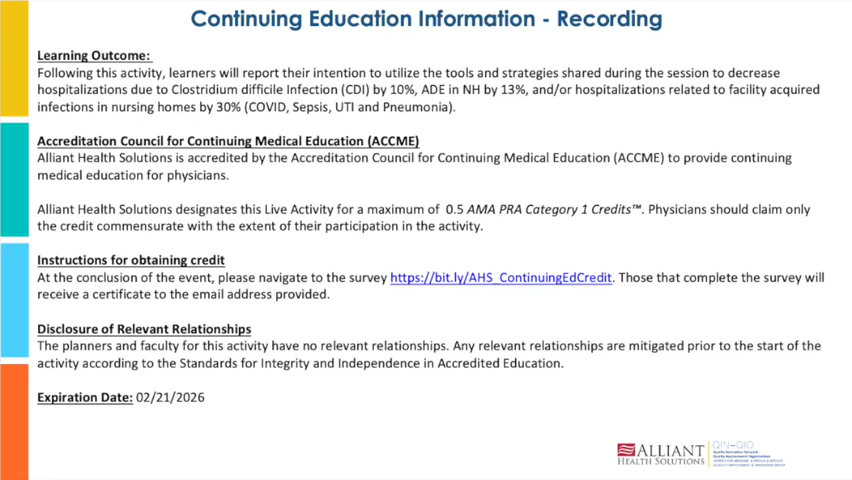 Continuing Education Information - Recording
Learning Outcome:
Following this activity, learners will report their intention to utilize the tools and strategies shared during the session to decrease
hospitalizations due to Clostridium difficile Infection (CDI) by 10%, ADE in NH by 13%, and/or hospitalizations related to facility acquired
infections in nursing homes by 30% (COVID, Sepsis, UTI and Pneumonia).
Accreditation Council for Continuing Medical Education (ACCME)
Alliant Health Solutions is accredited by the Accreditation Council for Continuing Medical Education (ACCME) to provide continuing
medical education for physicians.
Alliant Health Solutions designates this Live Activity for a maximum of 0.5 AMA PRA Category 1 Credits™. Physicians should claim only
the credit commensurate with the extent of their participation in the activity.
Instructions for obtaining credit
At the conclusion of the event, please navigate to the survey https://bit.ly/AHS_ContinuingEdCredit. Those that complete the survey will
receive a certificate to the email address provided.
Disclosure of Relevant Relationships
The planners and faculty for this activity have no relevant relationships. Any relevant relationships are mitigated prior to the start of the
activity according to the Standards for Integrity and Independence in Accredited Education.
Expiration Date: 02/21/2026
ALLIANT
HEALTH SOLUTIONS
QIN–QIO